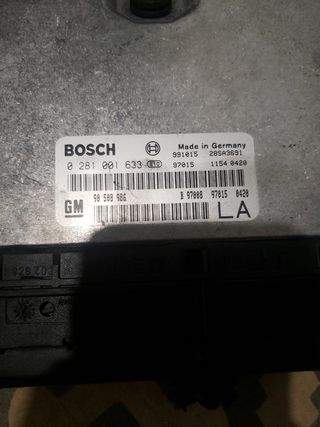 BOSCH Made in Germany
991015 28SA3691
0 281 001 633 97015 1154 0420
GM 90 508 986 B 97008 97015 0420
LA